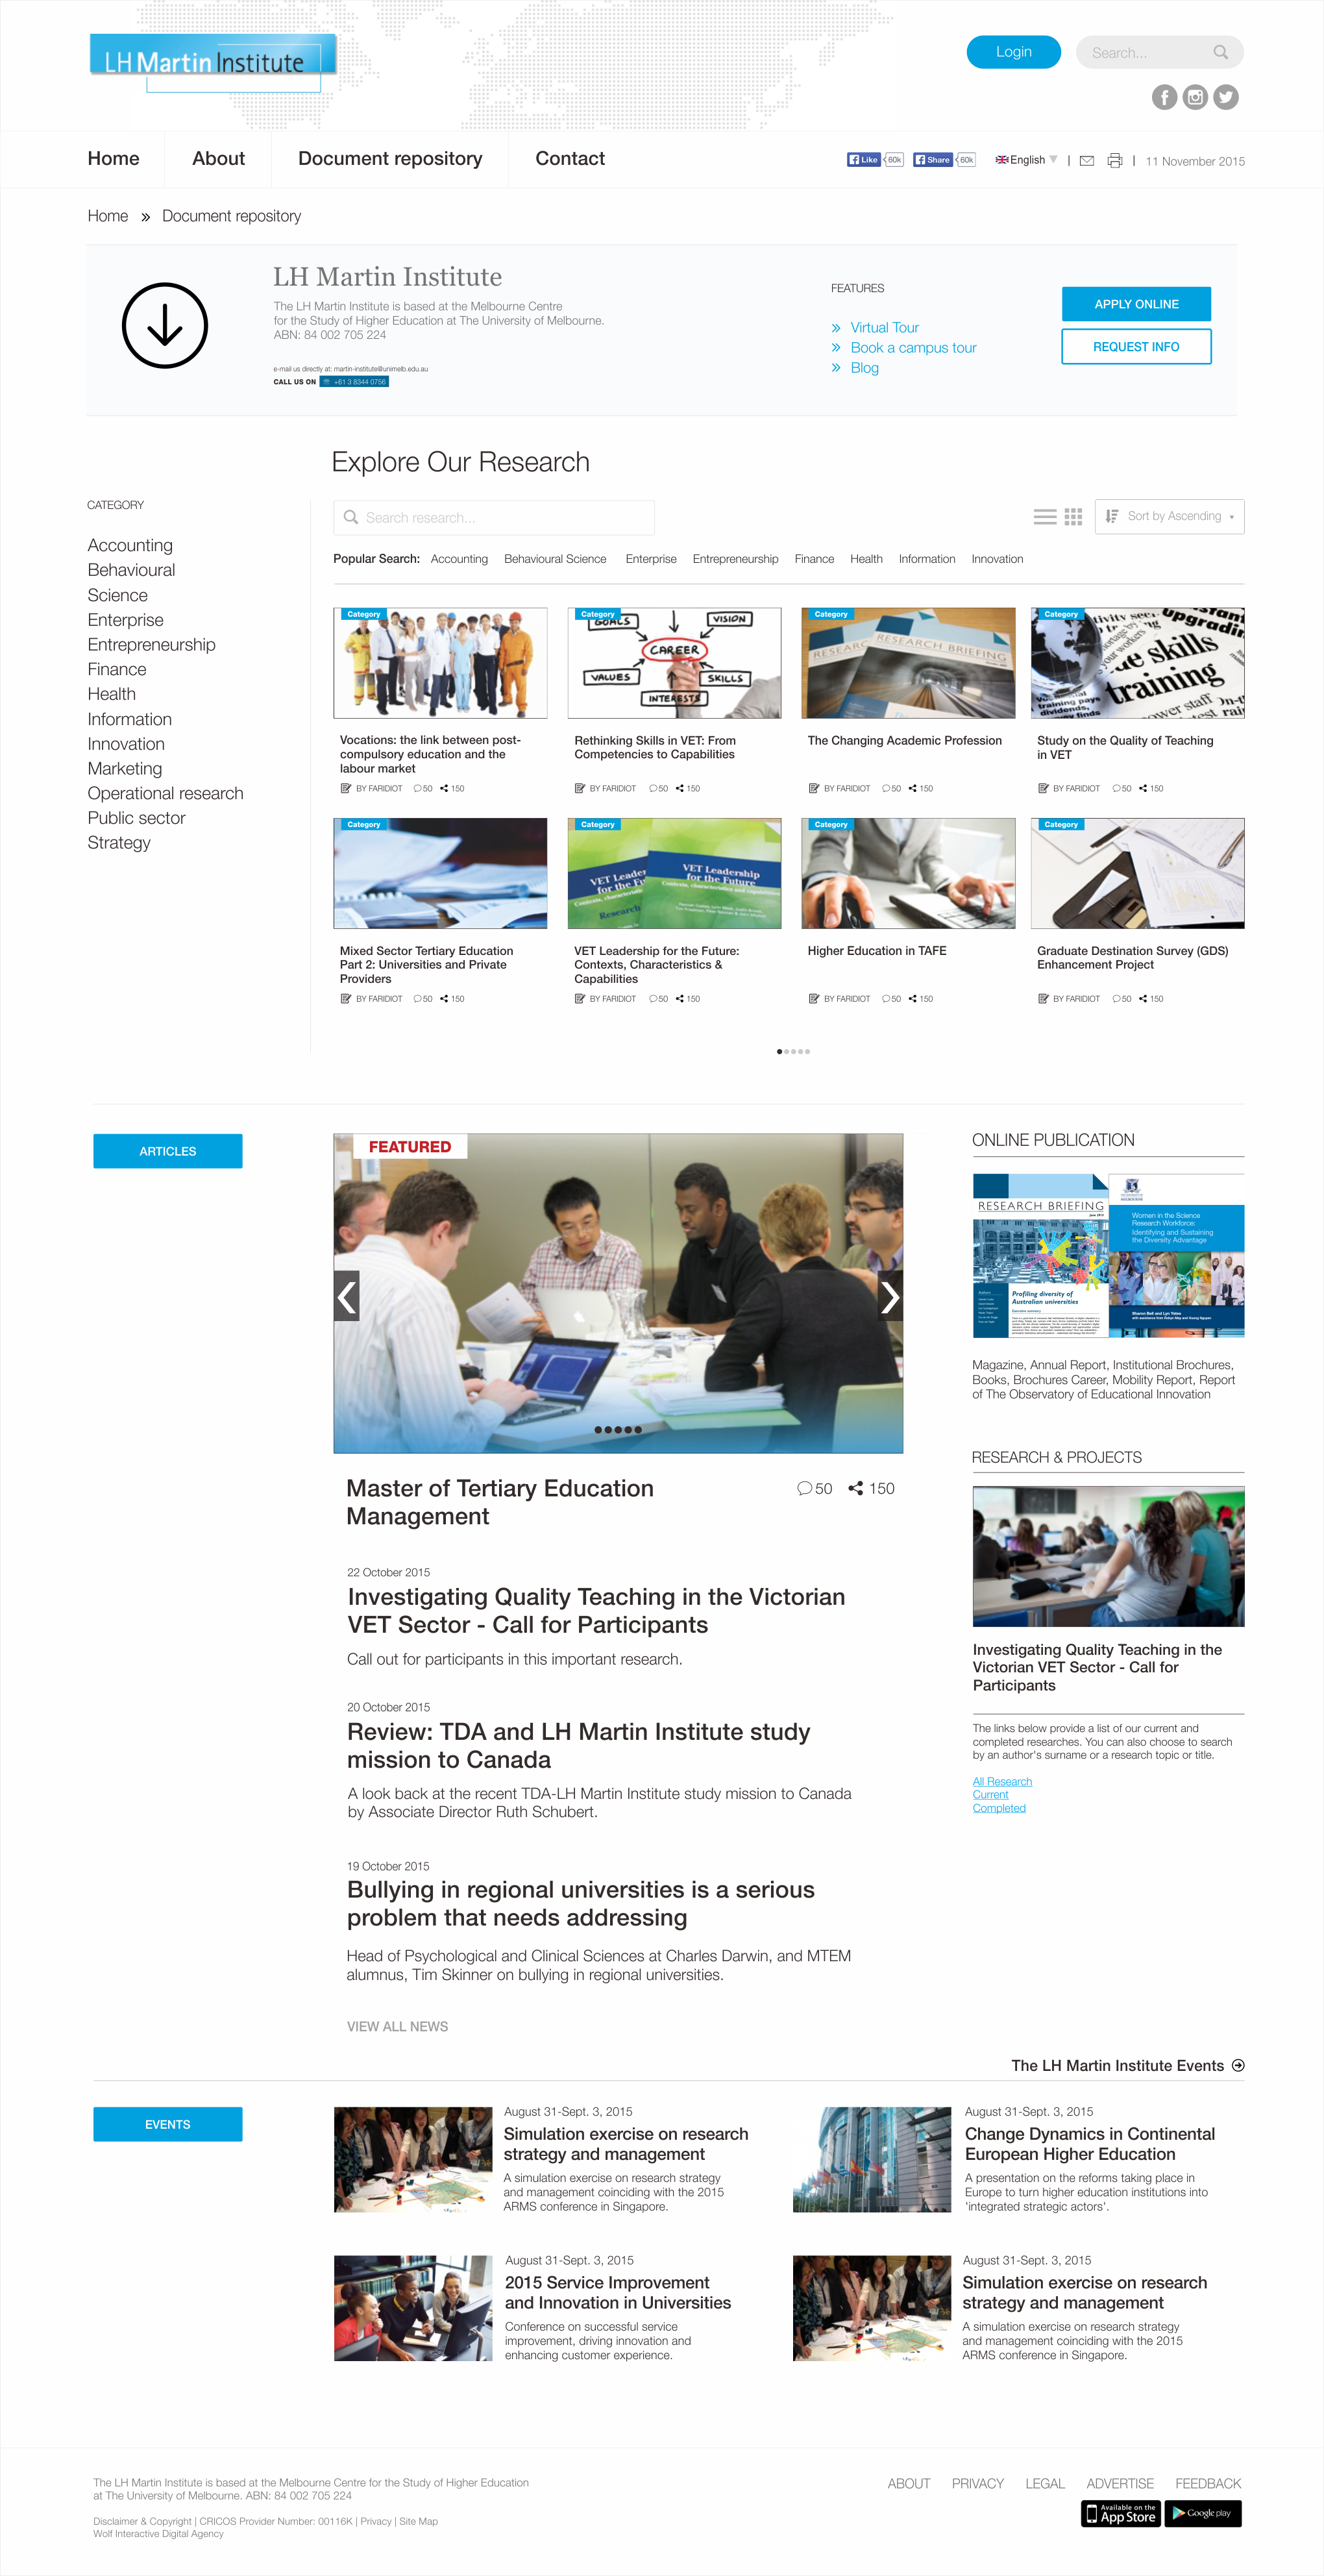 LH Martin Institute
Login
Search...
Home
About
Document repository
Contact
Like
60k
Share
60k
English
11 November 2015
Home » Document repository
LH Martin Institute
The LH Martin Institute is based at the Melbourne Centre
for the Study of Higher Education at The University of Melbourne.
ABN: 84 002 705 224
e-mail us directly at: martin-institute@unimelb.edu.au
CALL US ON +61 3 8344 0756
FEATURES
» Virtual Tour
» Book a campus tour
» Blog
APPLY ONLINE
REQUEST INFO
Explore Our Research
CATEGORY
Accounting
Behavioural
Science
Enterprise
Entrepreneurship
Finance
Health
Information
Innovation
Marketing
Operational research
Public sector
Strategy
Search research...
Sort by Ascending
Popular Search: Accounting Behavioural Science Enterprise Entrepreneurship Finance Health Information Innovation
Category
Vocations: the link between post-
compulsory education and the
labour market
BY FARIDIOT 50 150
Category
GOALS
VISION
CAREER
VALUES
SKILLS
INTERESTS
Rethinking Skills in VET: From
Competencies to Capabilities
BY FARIDIOT 50 150
Category
RESEARCH BRIEFING
The Changing Academic Profession
BY FARIDIOT 50 150
Category
skills
training
training pays
dividends,
finds
power staff
Study on the Quality of Teaching
in VET
BY FARIDIOT 50 150
Category
Mixed Sector Tertiary Education
Part 2: Universities and Private
Providers
BY FARIDIOT 50 150
Category
VET Leadership
for the Future
Research
VET Leadership for the Future:
Contexts, Characteristics &
Capabilities
BY FARIDIOT 50 150
Category
Higher Education in TAFE
BY FARIDIOT 50 150
Category
Graduate Destination Survey (GDS)
Enhancement Project
BY FARIDIOT 50 150
ARTICLES
FEATURED
Master of Tertiary Education
Management
50 150
22 October 2015
Investigating Quality Teaching in the Victorian
VET Sector - Call for Participants
Call out for participants in this important research.
20 October 2015
Review: TDA and LH Martin Institute study
mission to Canada
A look back at the recent TDA-LH Martin Institute study mission to Canada
by Associate Director Ruth Schubert.
19 October 2015
Bullying in regional universities is a serious
problem that needs addressing
Head of Psychological and Clinical Sciences at Charles Darwin, and MTEM
alumnus, Tim Skinner on bullying in regional universities.
VIEW ALL NEWS
ONLINE PUBLICATION
RESEARCH BRIEFING
Profiling diversity of
Australian universities
Women in the Science
Research Workforce:
Identifying and Sustaining
the Diversity Advantage
Sharon Bell and Lyn Yates
Magazine, Annual Report, Institutional Brochures,
Books, Brochures Career, Mobility Report, Report
of The Observatory of Educational Innovation
RESEARCH & PROJECTS
Investigating Quality Teaching in the
Victorian VET Sector - Call for
Participants
The links below provide a list of our current and
completed researches. You can also choose to search
by an author's surname or a research topic or title.
All Research
Current
Completed
The LH Martin Institute Events
EVENTS
August 31-Sept. 3, 2015
Simulation exercise on research
strategy and management
A simulation exercise on research strategy
and management coinciding with the 2015
ARMS conference in Singapore.
August 31-Sept. 3, 2015
Change Dynamics in Continental
European Higher Education
A presentation on the reforms taking place in
Europe to turn higher education institutions into
'integrated strategic actors'.
August 31-Sept. 3, 2015
2015 Service Improvement
and Innovation in Universities
Conference on successful service
improvement, driving innovation and
enhancing customer experience.
August 31-Sept. 3, 2015
Simulation exercise on research
strategy and management
A simulation exercise on research strategy
and management coinciding with the 2015
ARMS conference in Singapore.
The LH Martin Institute is based at the Melbourne Centre for the Study of Higher Education
at The University of Melbourne. ABN: 84 002 705 224
Disclaimer & Copyright | CRICOS Provider Number: 00116K | Privacy | Site Map
Wolf Interactive Digital Agency
ABOUT PRIVACY LEGAL ADVERTISE FEEDBACK
Available on the
App Store
Google play